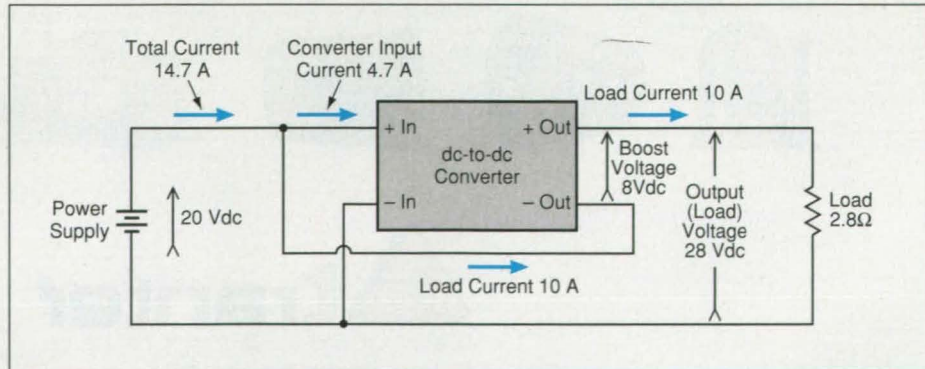 Total Current
14.7 A
Converter Input
Current 4.7 A
Load Current 10 A
+ In
+ Out
dc-to-dc
Converter
– In
– Out
Boost
Voltage
8Vdc
Power
Supply
20 Vdc
Output
(Load)
Voltage
28 Vdc
Load
2.8Ω
Load Current 10 A